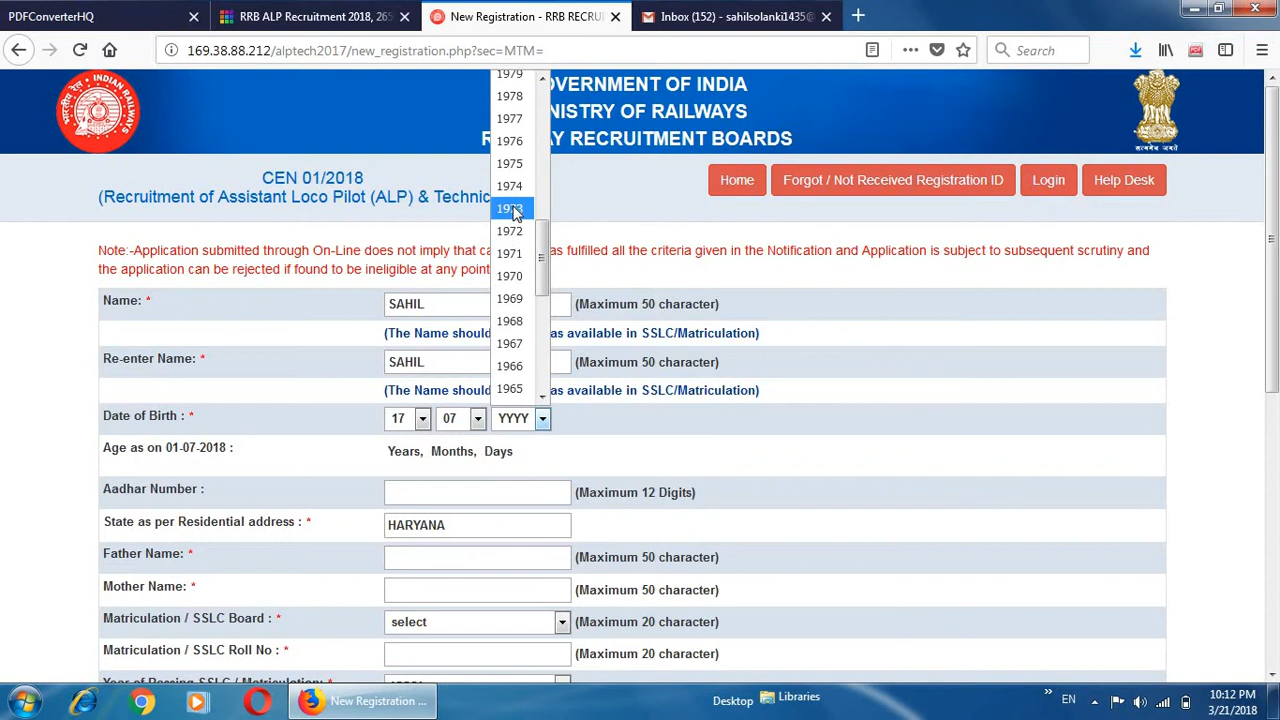 PDFConverterHQ
RRB ALP Recruitment 2018, 265
New Registration - RRB RECRU
Inbox (152) - sahilsolanki1435@
169.38.88.212/alptech2017/new_registration.php?sec=MTM=
Search
OVERNMENT OF INDIA
INISTRY OF RAILWAYS
R WAY RECRUITMENT BOARDS
CEN 01/2018
(Recruitment of Assistant Loco Pilot (ALP) & Technic
Home
Forgot / Not Received Registration ID
Login
Help Desk
1979
1978
1977
1976
1975
1974
1973
1972
1971
1970
1969
1968
1967
1966
1965
Note:-Application submitted through On-Line does not imply that ca s fulfilled all the criteria given in the Notification and Application is subject to subsequent scrutiny and
the application can be rejected if found to be ineligible at any point
Name: * SAHIL (Maximum 50 character)
(The Name should as available in SSLC/Matriculation)
Re-enter Name: * SAHIL (Maximum 50 character)
(The Name should as available in SSLC/Matriculation)
Date of Birth : * 17 07 YYYY
Age as on 01-07-2018 : Years, Months, Days
Aadhar Number : (Maximum 12 Digits)
State as per Residential address : * HARYANA
Father Name: * (Maximum 50 character)
Mother Name: * (Maximum 50 character)
Matriculation / SSLC Board : * select (Maximum 20 character)
Matriculation / SSLC Roll No : * (Maximum 20 character)
Year of Passing SSLC / Matriculation: *
New Registration ...
Desktop
Libraries
EN
10:12 PM
3/21/2018